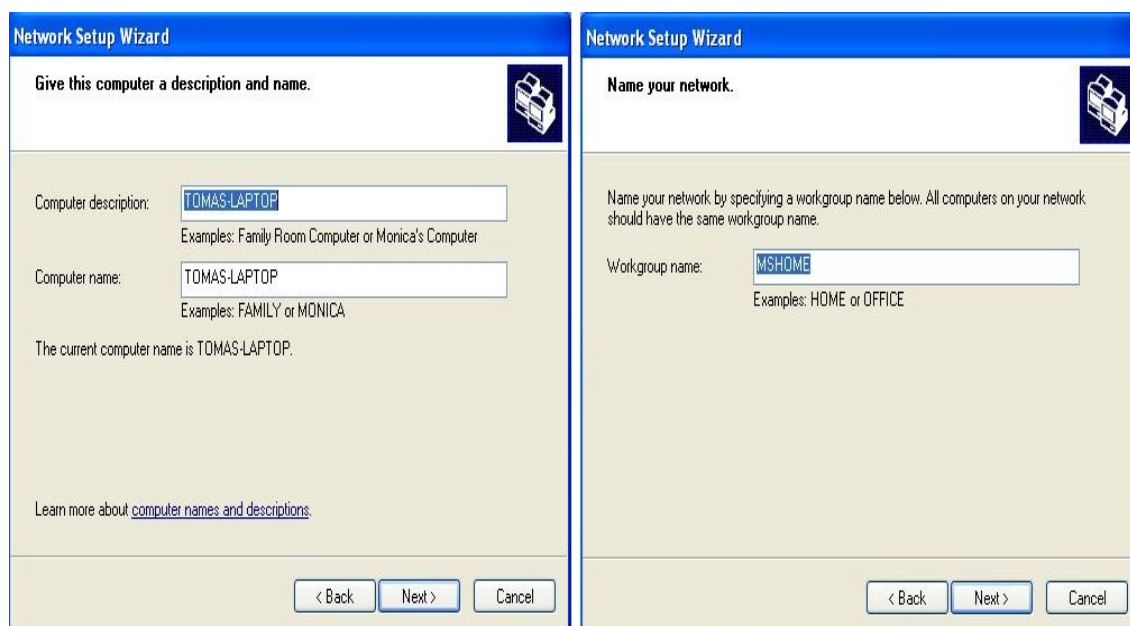 Network Setup Wizard
Give this computer a description and name.
Computer description:
TOMAS-LAPTOP
Examples: Family Room Computer or Monica's Computer
Computer name:
TOMAS-LAPTOP
Examples: FAMILY or MONICA
The current computer name is TOMAS-LAPTOP.
Learn more about computer names and descriptions.
< Back
Next >
Cancel
Network Setup Wizard
Name your network.
Name your network by specifying a workgroup name below. All computers on your network
should have the same workgroup name.
Workgroup name:
MSHOME
Examples: HOME or OFFICE
< Back
Next >
Cancel